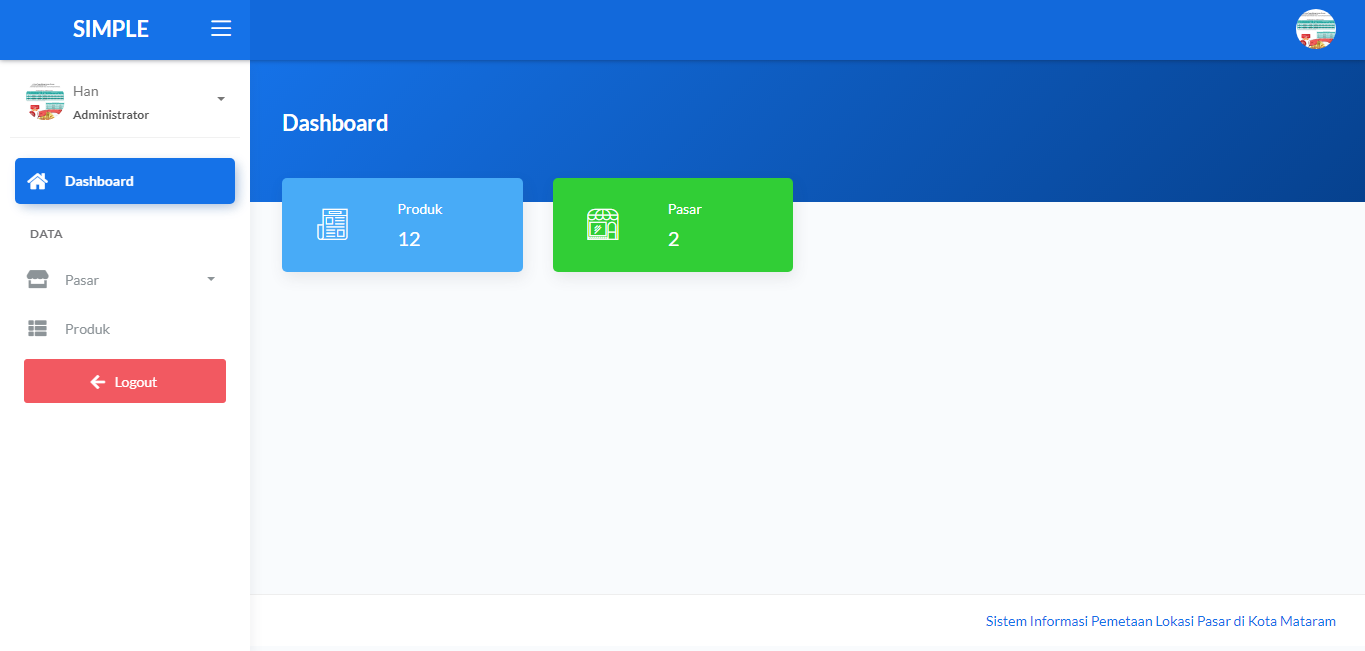 SIMPLE
Han
Administrator
Dashboard
DATA
Pasar
Produk
Logout
Dashboard
Produk
12
Pasar
2
Sistem Informasi Pemetaan Lokasi Pasar di Kota Mataram